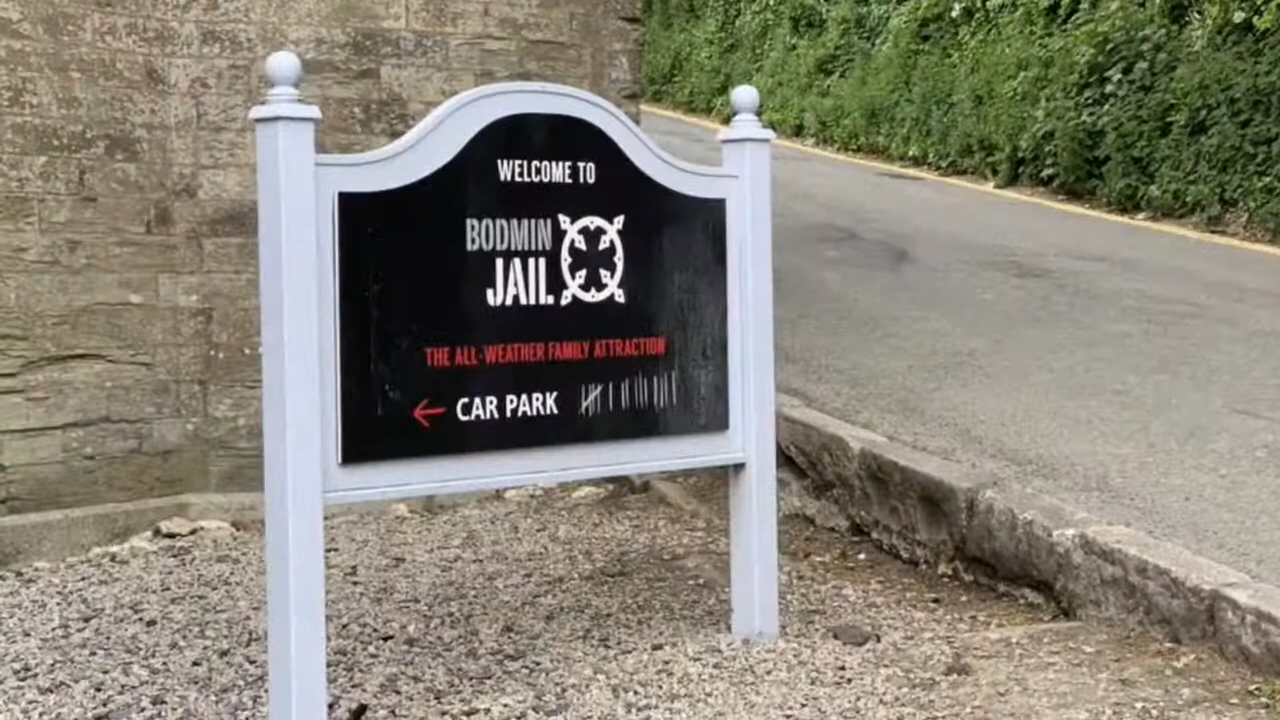 WELCOME TO
BODMIN
JAIL
THE ALL-WEATHER FAMILY ATTRACTION
← CAR PARK